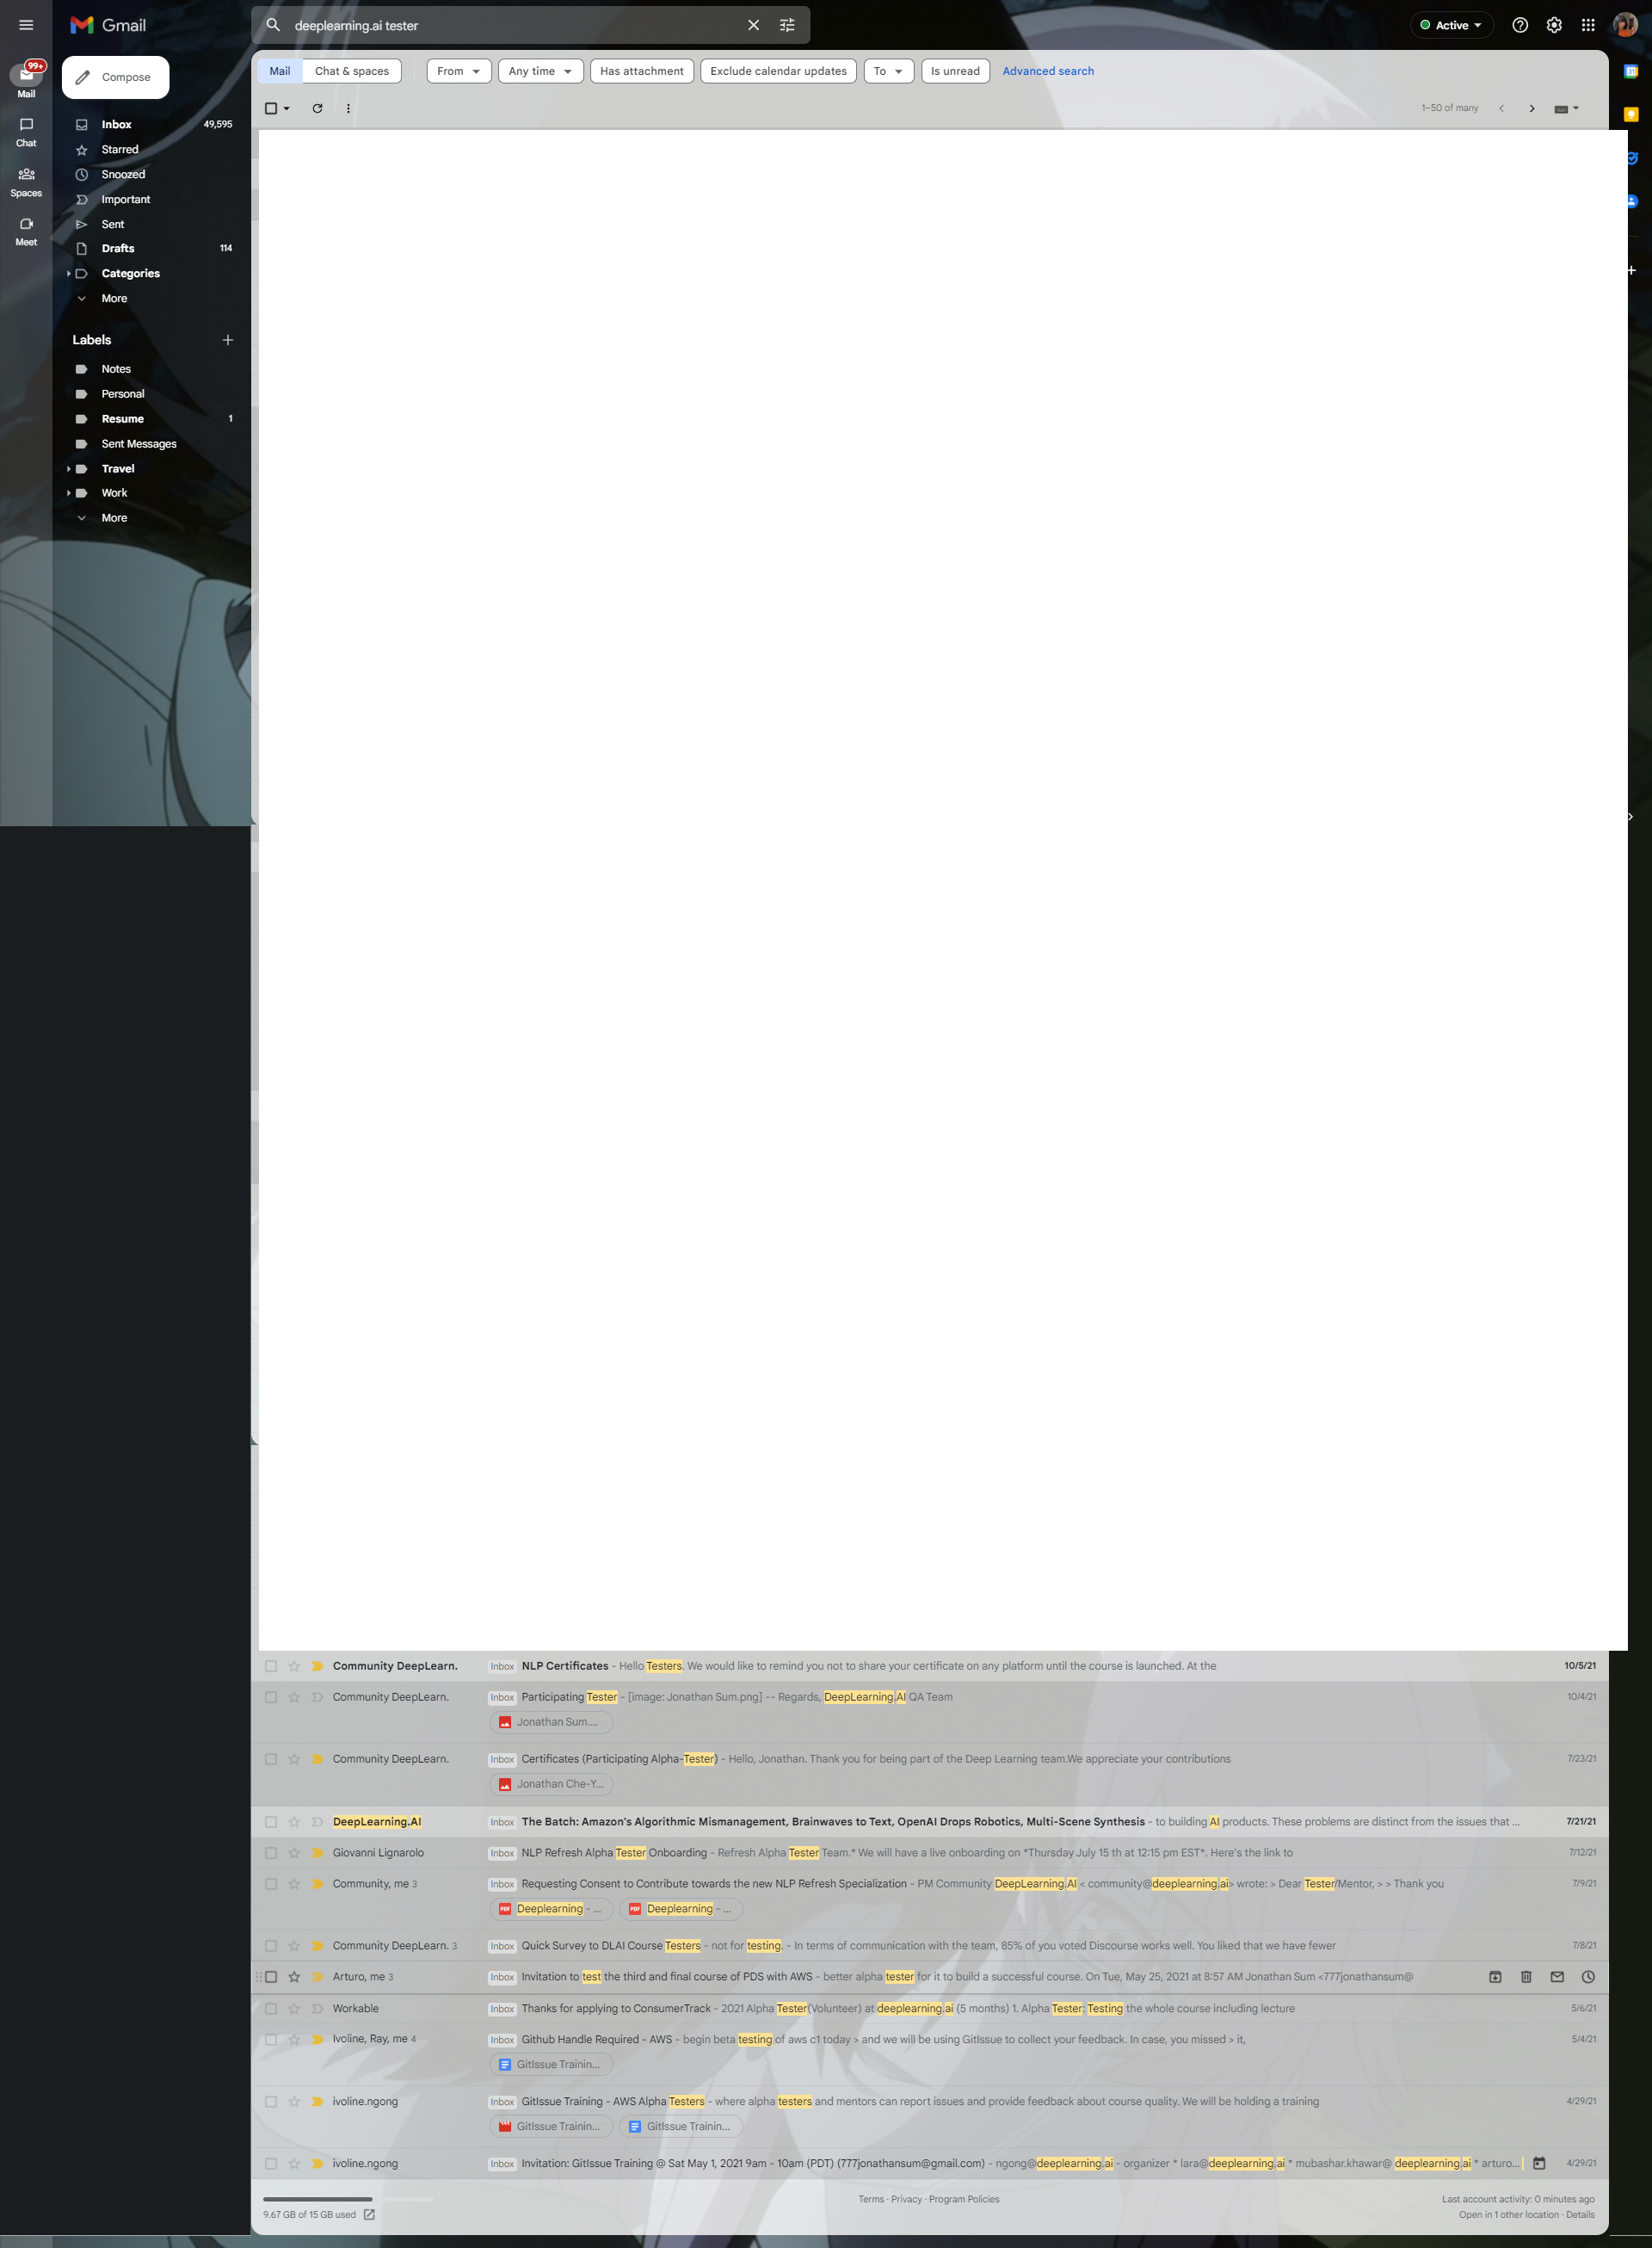 Gmail
deeplearning.ai tester
Active
99+
Mail
Chat
Spaces
Meet
Compose
Inbox 49,595
Starred
Snoozed
Important
Sent
Drafts 114
Categories
More
Labels
Notes
Personal
Resume 1
Sent Messages
Travel
Work
More
Mail Chat & spaces From Any time Has attachment Exclude calendar updates To Is unread Advanced search
1–50 of many
Community DeepLearn. Inbox NLP Certificates - Hello Testers. We would like to remind you not to share your certificate on any platform until the course is launched. At the 10/5/21
Community DeepLearn. Inbox Participating Tester - [image: Jonathan Sum.png] -- Regards, DeepLearning.AI QA Team 10/4/21
Jonathan Sum....
Community DeepLearn. Inbox Certificates (Participating Alpha-Tester) - Hello, Jonathan. Thank you for being part of the Deep Learning team.We appreciate your contributions 7/23/21
Jonathan Che-Y...
DeepLearning.AI Inbox The Batch: Amazon's Algorithmic Mismanagement, Brainwaves to Text, OpenAI Drops Robotics, Multi-Scene Synthesis - to building AI products. These problems are distinct from the issues that ... 7/21/21
Giovanni Lignarolo Inbox NLP Refresh Alpha Tester Onboarding - Refresh Alpha Tester Team.* We will have a live onboarding on *Thursday July 15 th at 12:15 pm EST*. Here's the link to 7/12/21
Community, me 3 Inbox Requesting Consent to Contribute towards the new NLP Refresh Specialization - PM Community DeepLearning.AI < community@deeplearning.ai> wrote: > Dear Tester/Mentor, > > Thank you 7/9/21
Deeplearning - ... Deeplearning - ...
Community DeepLearn. 3 Inbox Quick Survey to DLAI Course Testers - not for testing. - In terms of communication with the team, 85% of you voted Discourse works well. You liked that we have fewer 7/8/21
Arturo, me 3 Inbox Invitation to test the third and final course of PDS with AWS - better alpha tester for it to build a successful course. On Tue, May 25, 2021 at 8:57 AM Jonathan Sum <777jonathansum@
Workable Inbox Thanks for applying to ConsumerTrack - 2021 Alpha Tester(Volunteer) at deeplearning.ai (5 months) 1. Alpha Tester: Testing the whole course including lecture 5/6/21
Ivoline, Ray, me 4 Inbox Github Handle Required - AWS - begin beta testing of aws c1 today > and we will be using GitIssue to collect your feedback. In case, you missed > it, 5/4/21
GitIssue Trainin...
ivoline.ngong Inbox GitIssue Training - AWS Alpha Testers - where alpha testers and mentors can report issues and provide feedback about course quality. We will be holding a training 4/29/21
GitIssue Trainin... GitIssue Trainin...
ivoline.ngong Inbox Invitation: GitIssue Training @ Sat May 1, 2021 9am - 10am (PDT) (777jonathansum@gmail.com) - ngong@deeplearning.ai - organizer * lara@deeplearning.ai * mubashar.khawar@ deeplearning.ai * arturo... 4/29/21
9.67 GB of 15 GB used
Terms · Privacy · Program Policies
Last account activity: 0 minutes ago
Open in 1 other location · Details